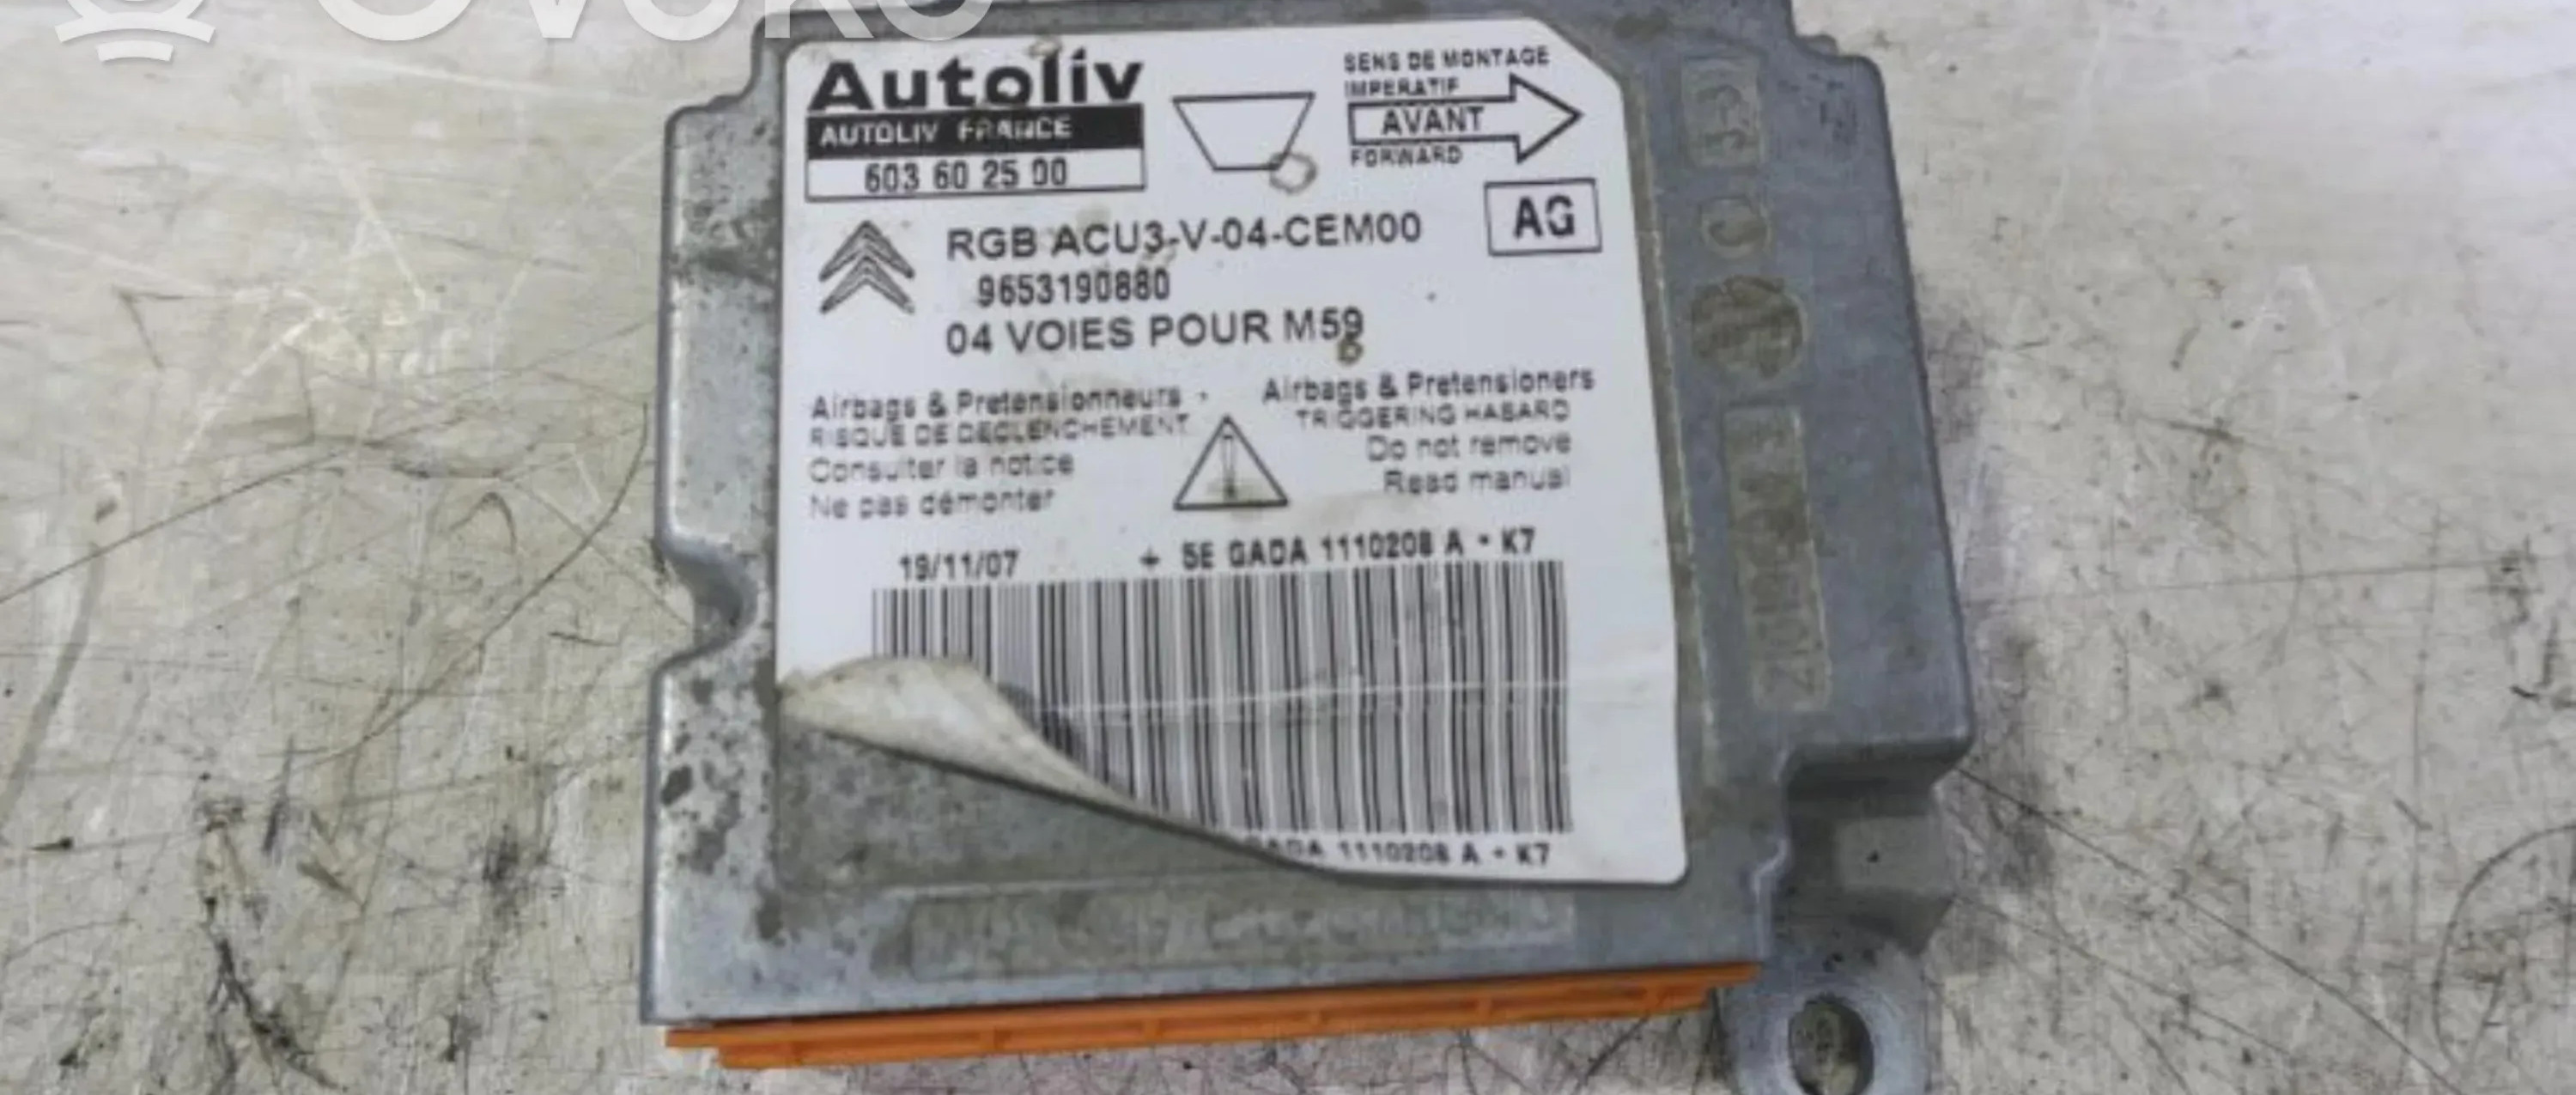 OVOKO
Autoliv
AUTOLIV FRANCE
603 60 25 00
SENS DE MONTAGE
IMPERATIF
AVANT
FORWARD
AG
RGB ACU3-V-04-CEM00
9653190880
04 VOIES POUR M59
Airbags & Pretensionneurs
RISQUE DE DECLENCHEMENT
Consulter la notice
Ne pas démonter
Airbags & Pretensioners
TRIGGERING HASARD
Do not remove
Read manual
19/11/07 + 5E GADA 1110208 A * K7
GADA 1110208 A * K7